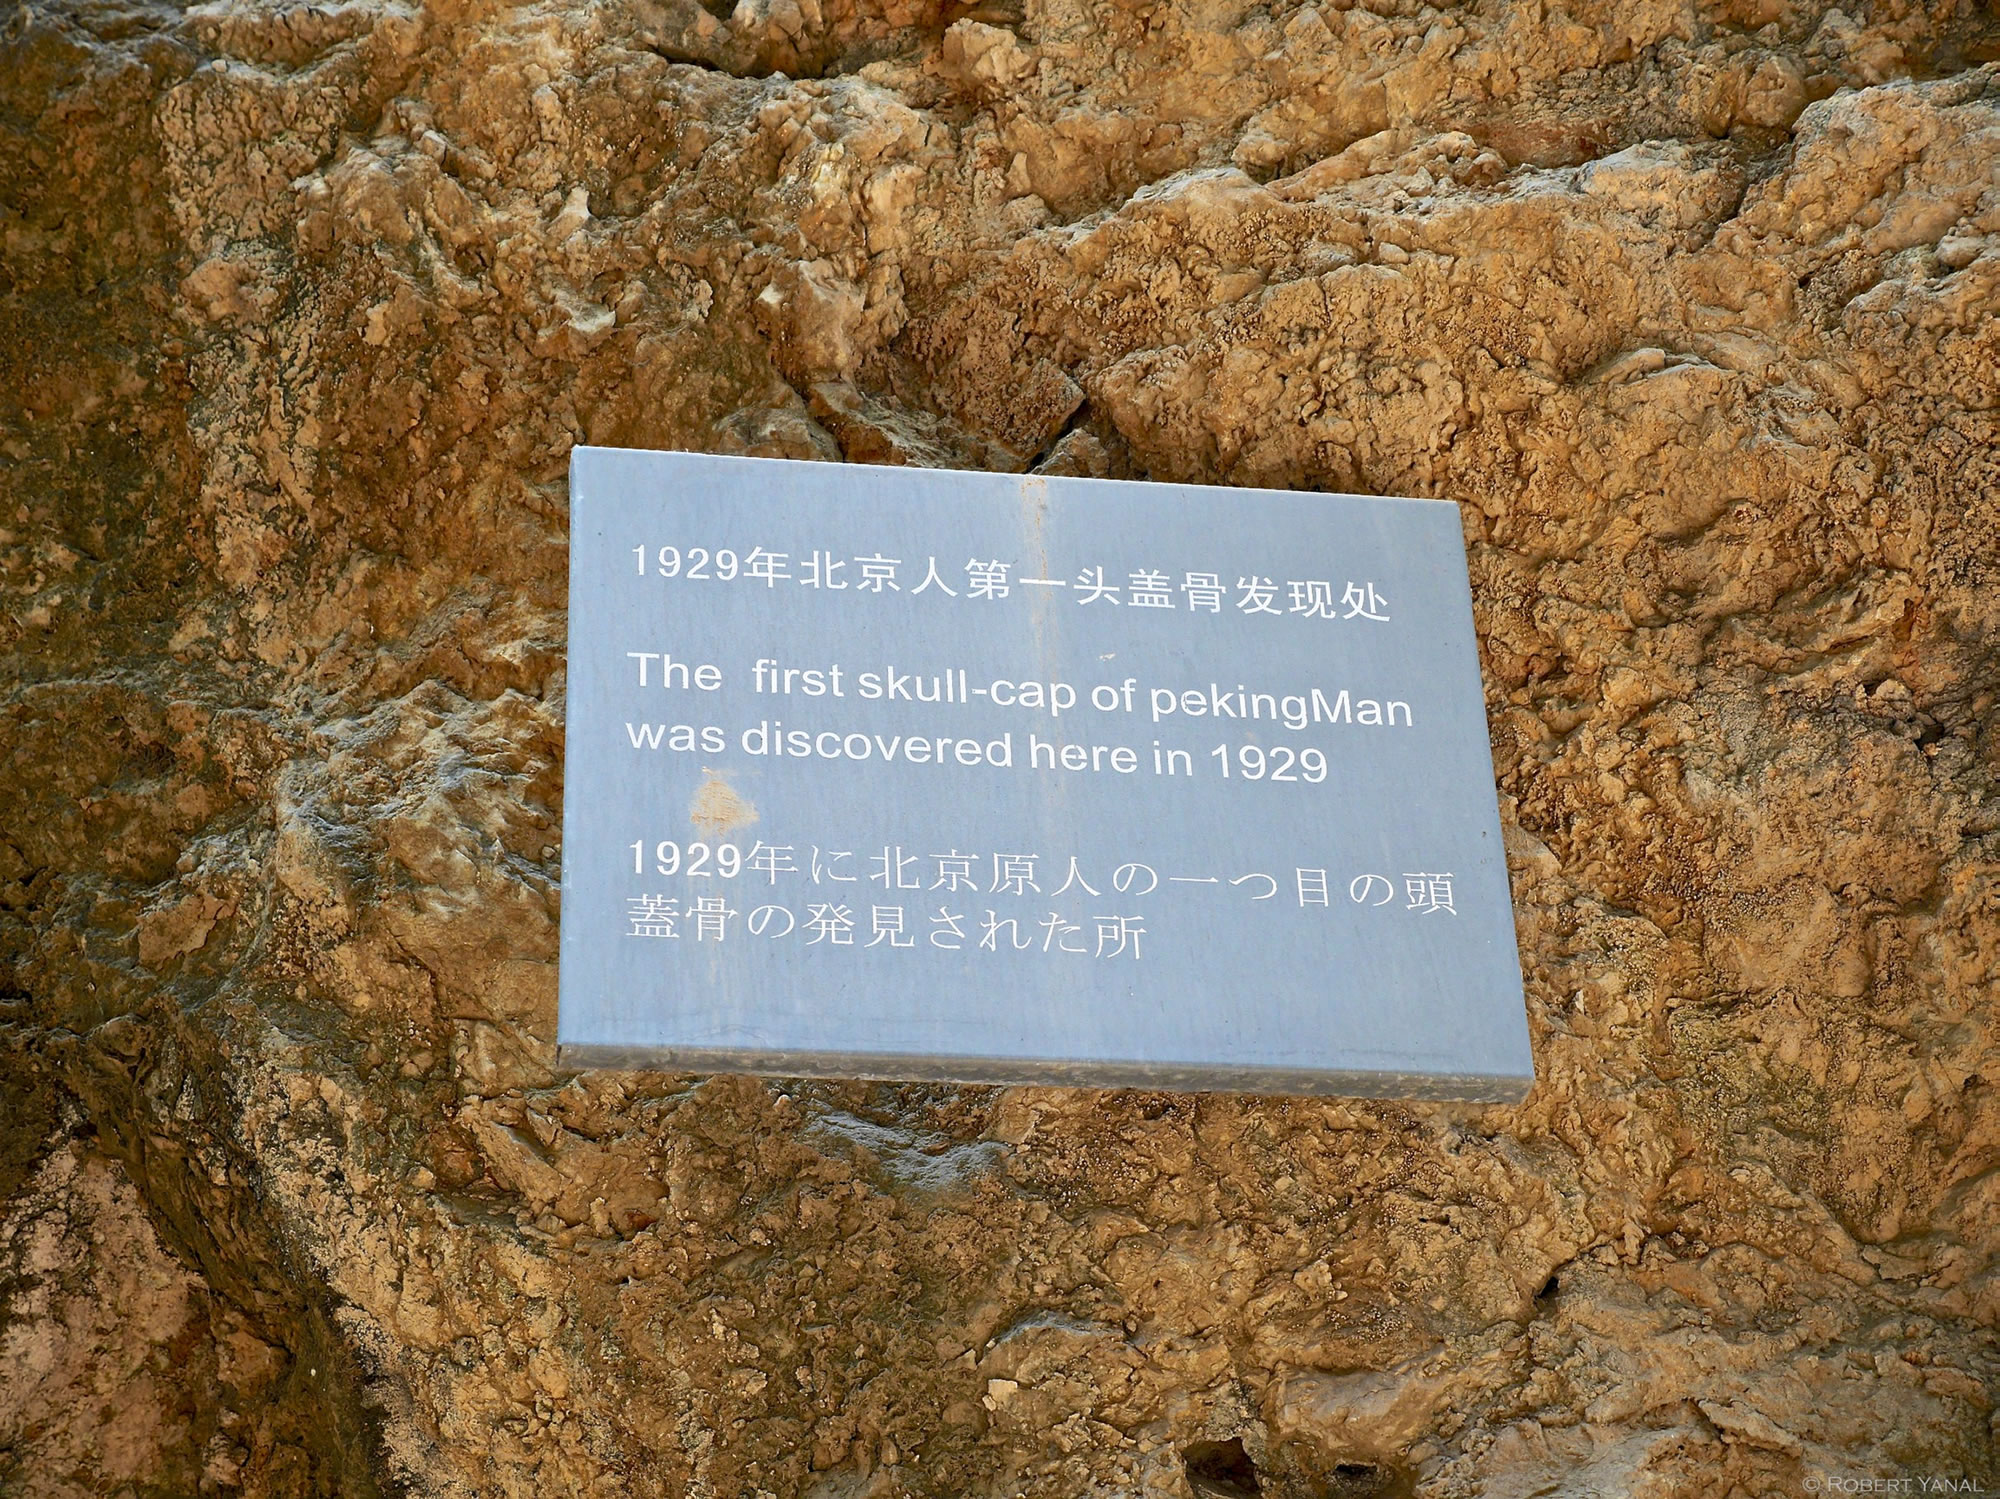 1929年北京人第一头盖骨发现处
The first skull-cap of pekingMan
was discovered here in 1929
1929年に北京原人の一つ目の頭
蓋骨の発見された所
© Robert Yanal